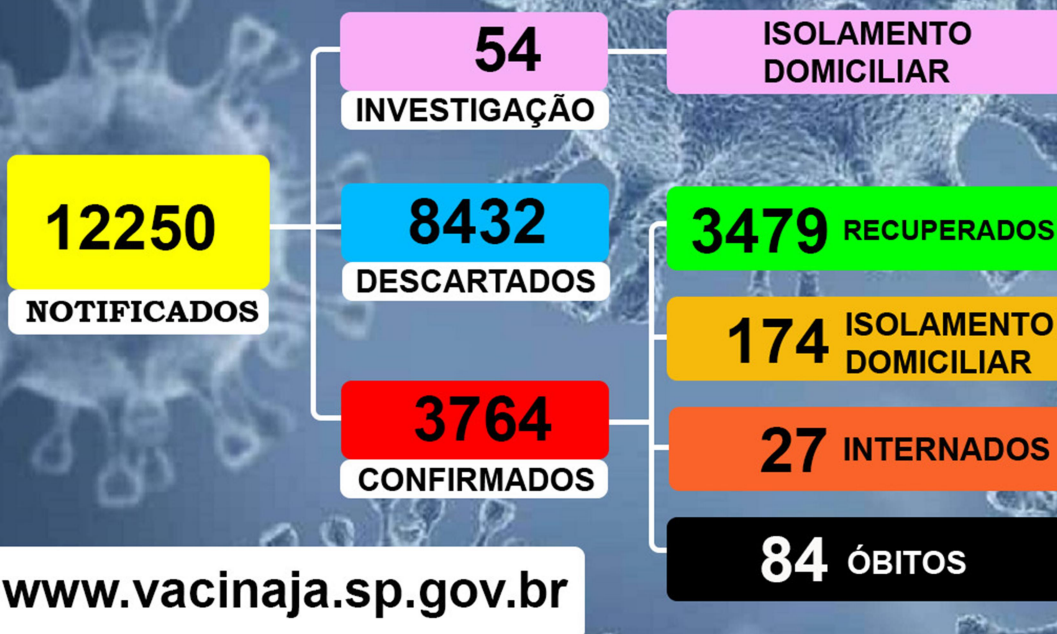 54
INVESTIGAÇÃO
ISOLAMENTO
DOMICILIAR
12250
NOTIFICADOS
8432
DESCARTADOS
3764
CONFIRMADOS
3479 RECUPERADOS
174 ISOLAMENTO
DOMICILIAR
27 INTERNADOS
84 ÓBITOS
www.vacinaja.sp.gov.br